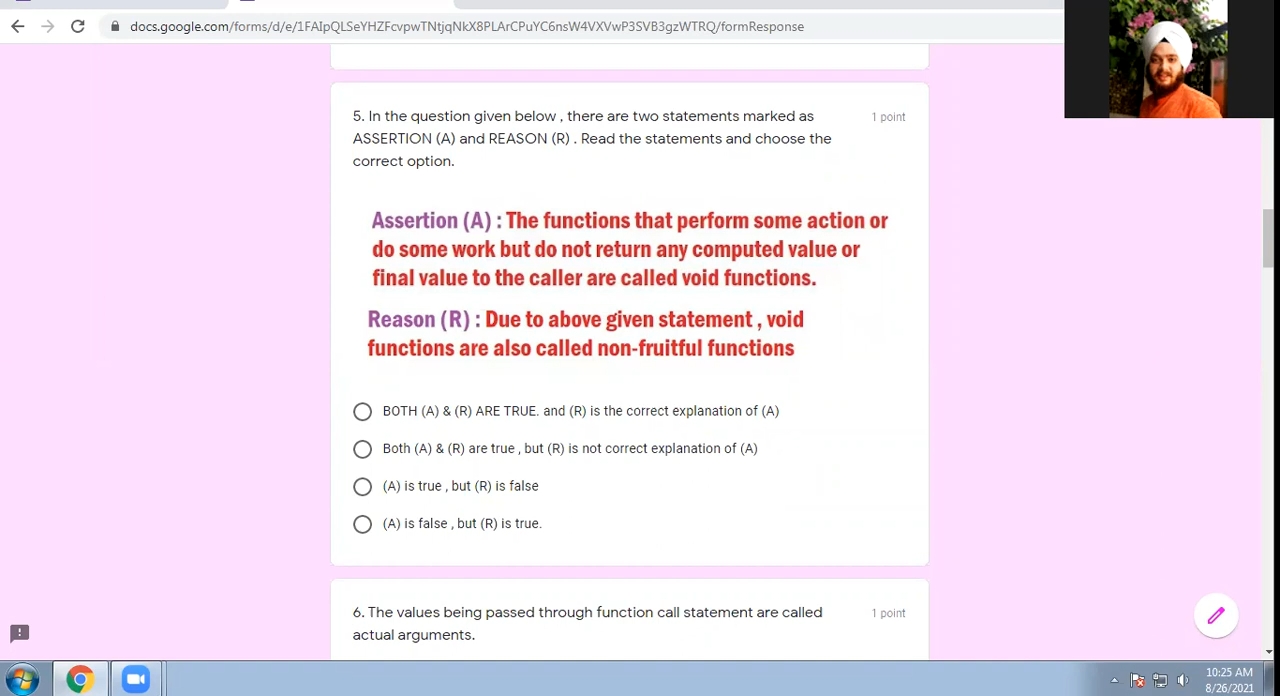 docs.google.com/forms/d/e/1FAIpQLSeYHZFcvpwTNtjqNkX8PLArCPuYC6nsW4VXVwP3SVB3gzWTRQ/formResponse
5. In the question given below , there are two statements marked as
1 point
ASSERTION (A) and REASON (R) . Read the statements and choose the
correct option.
Assertion (A) : The functions that perform some action or
do some work but do not return any computed value or
final value to the caller are called void functions.
Reason (R) : Due to above given statement , void
functions are also called non-fruitful functions
BOTH (A) & (R) ARE TRUE. and (R) is the correct explanation of (A)
Both (A) & (R) are true , but (R) is not correct explanation of (A)
(A) is true , but (R) is false
(A) is false , but (R) is true.
6. The values being passed through function call statement are called
1 point
actual arguments.
10:25 AM
8/26/2021